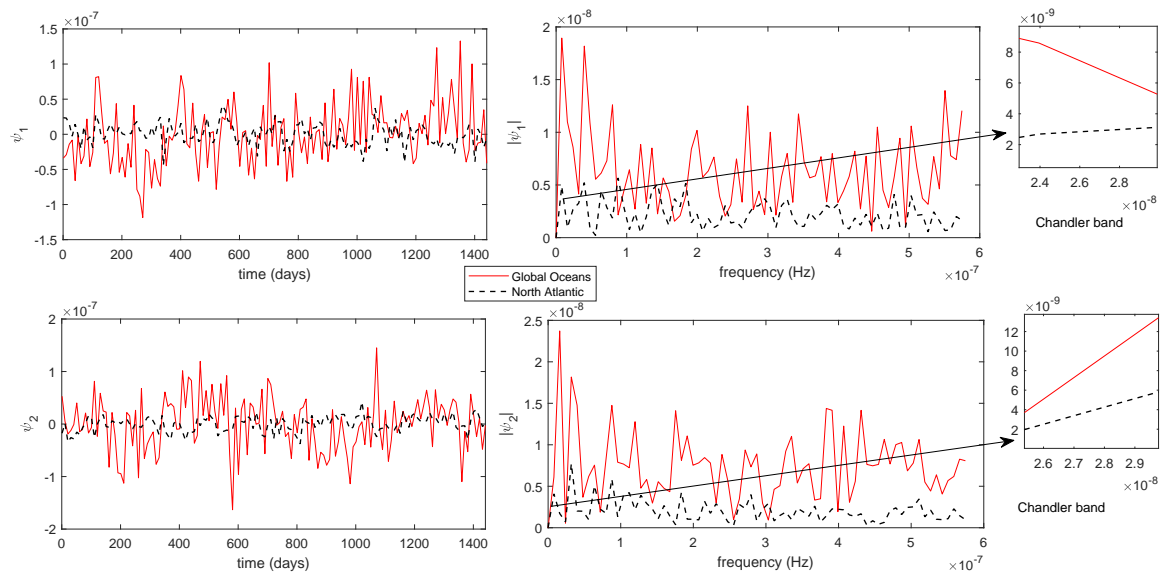 ×10-7
1.5
1
0.5
0
-0.5
-1
-1.5
ψ1
0 200 400 600 800 1000 1200 1400
time (days)
×10-8
2
1.5
1
0.5
0
|ψ1|
0 1 2 3 4 5 6
frequency (Hz)
×10-7
×10-9
8
6
4
2
2.4 2.6 2.8
×10-8
Chandler band
Global Oceans
North Atlantic
×10-7
2
1
0
-1
-2
ψ2
0 200 400 600 800 1000 1200 1400
time (days)
×10-8
2.5
2
1.5
1
0.5
0
|ψ2|
0 1 2 3 4 5 6
frequency (Hz)
×10-7
×10-9
12
10
8
6
4
2
2.6 2.7 2.8 2.9
×10-8
Chandler band